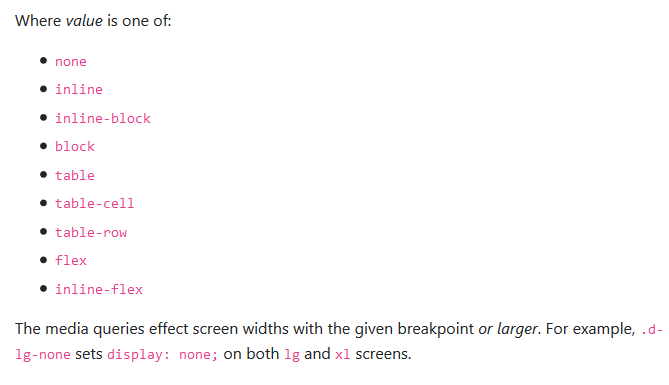 Where value is one of:
none
inline
inline-block
block
table
table-cell
table-row
flex
inline-flex
The media queries effect screen widths with the given breakpoint or larger. For example, .d-
lg-none sets display: none; on both lg and xl screens.